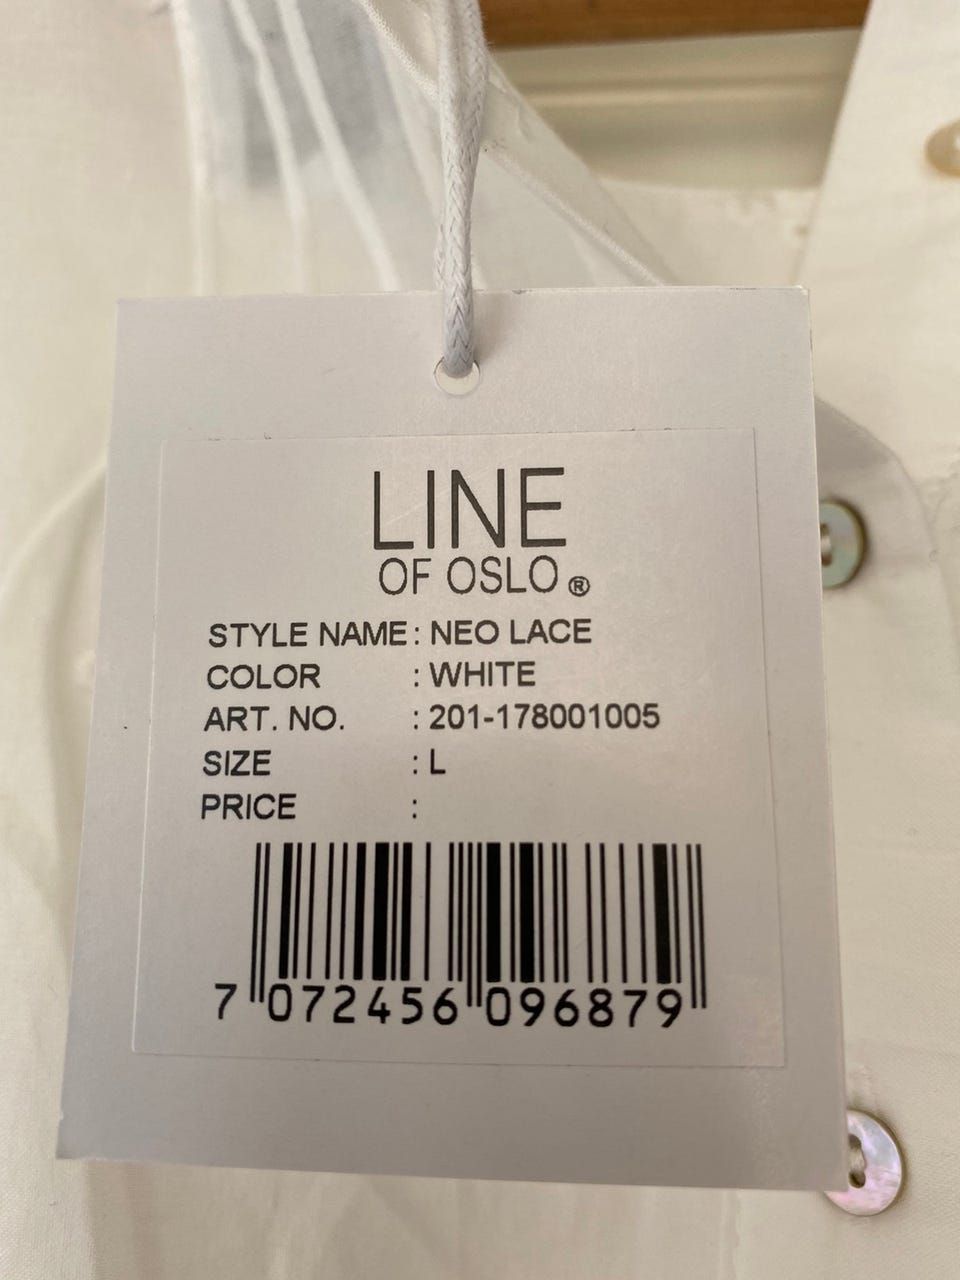 LINE
OF OSLO®
STYLE NAME: NEO LACE
COLOR : WHITE
ART. NO. : 201-178001005
SIZE : L
PRICE :
7 072456 096879